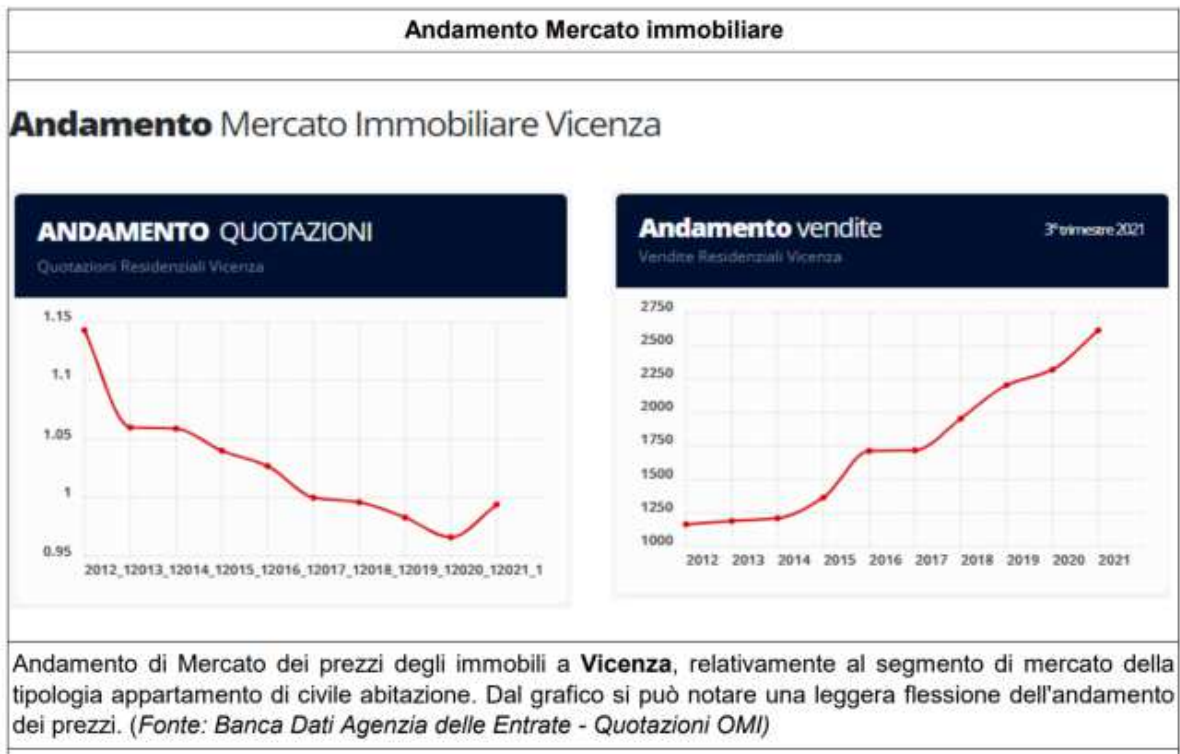 Andamento Mercato immobiliare
Andamento Mercato Immobiliare Vicenza
ANDAMENTO QUOTAZIONI
Quotazioni Residenziali Vicenza
1.15
1.1
1.05
1
0.95
2012_12013_12014_12015_12016_12017_12018_12019_12020_12021_1
Andamento vendite
3° trimestre 2021
Vendite Residenziali Vicenza
2750
2500
2250
2000
1750
1500
1250
1000
2012 2013 2014 2015 2016 2017 2018 2019 2020 2021
Andamento di Mercato dei prezzi degli immobili a Vicenza, relativamente al segmento di mercato della
tipologia appartamento di civile abitazione. Dal grafico si può notare una leggera flessione dell'andamento
dei prezzi. (Fonte: Banca Dati Agenzia delle Entrate - Quotazioni OMI)